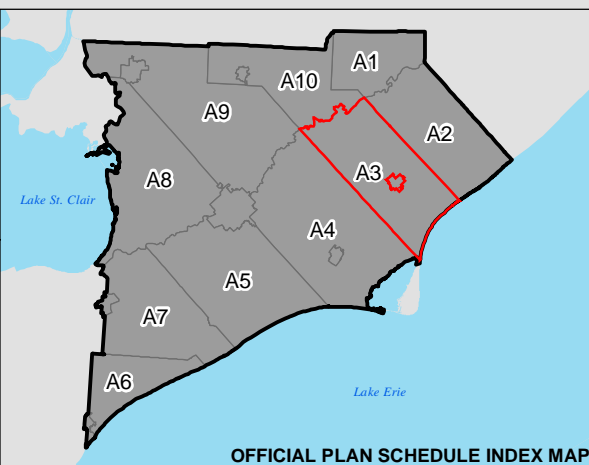 A1
A10
A2
A9
A3
A8
Lake St. Clair
A4
A5
A7
A6
Lake Erie
OFFICIAL PLAN SCHEDULE INDEX MAP